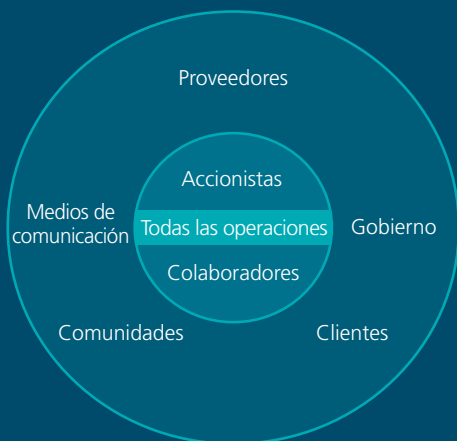 Proveedores
Accionistas
Medios de
comunicación
Todas las operaciones
Gobierno
Colaboradores
Comunidades
Clientes